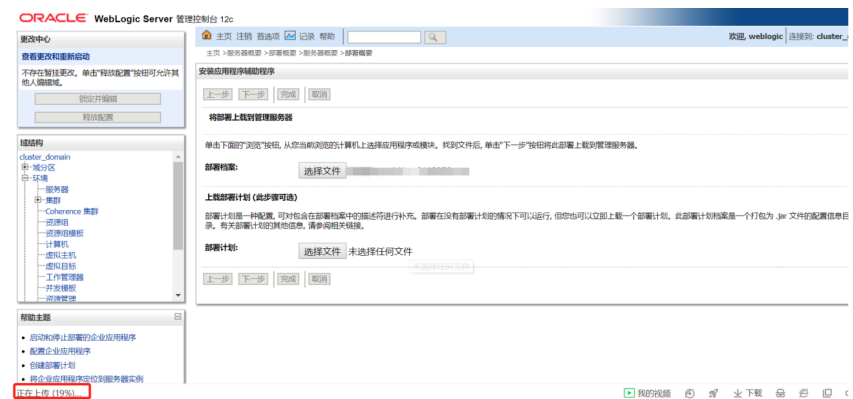 ORACLE WebLogic Server 管理控制台 12c
更改中心
查看更改和重新启动
不存在暂挂更改。单击“释放配置”按钮可允许其
他人编辑域。
锁定并编辑
释放配置
域结构
cluster_domain
域分区
环境
服务器
集群
Coherence 集群
资源组
资源组模板
计算机
虚拟主机
虚拟目标
工作管理器
并发模板
资源管理
帮助主题
启动和停止部署的企业应用程序
配置企业应用程序
创建部署计划
将企业应用程序定位到服务器实例
正在上传 (19%)...
主页 注销 首选项 记录 帮助
欢迎, weblogic 连接到: cluster_
主页 >服务器概要 >部署概要 >服务器概要 >部署概要
安装应用程序辅助程序
上一步 下一步 完成 取消
将部署上载到管理服务器
单击下面的“浏览”按钮, 从您当前浏览的计算机上选择应用程序或模块。找到文件后, 单击“下一步”按钮将此部署上载到管理服务器。
部署档案: 选择文件
上载部署计划 (此步骤可选)
部署计划是一种配置, 可对包含在部署档案中的描述符进行补充。部署在没有部署计划的情况下可以运行, 但您也可以立即上载一个部署计划。此部署计划档案是一个打包为 .jar 文件的配置信息目
录。有关部署计划的其他信息, 请参阅相关链接。
部署计划: 选择文件 未选择任何文件
未选择任何文件
上一步 下一步 完成 取消
我的视频 下载